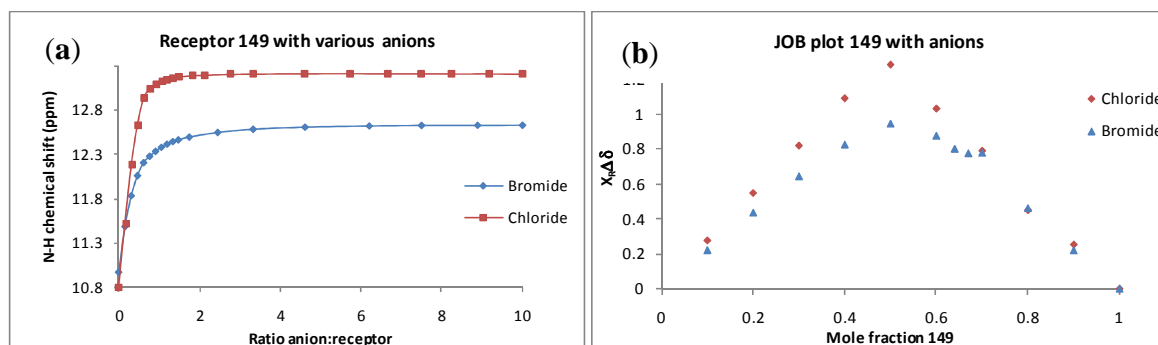 (a)
Receptor 149 with various anions
N-H chemical shift (ppm)
12.8
12.3
11.8
11.3
10.8
0
2
4
6
8
10
Ratio anion:receptor
Bromide
Chloride
(b)
JOB plot 149 with anions
XRΔδ
1.2
1
0.8
0.6
0.4
0.2
0
0
0.2
0.4
0.6
0.8
1
Mole fraction 149
Chloride
Bromide